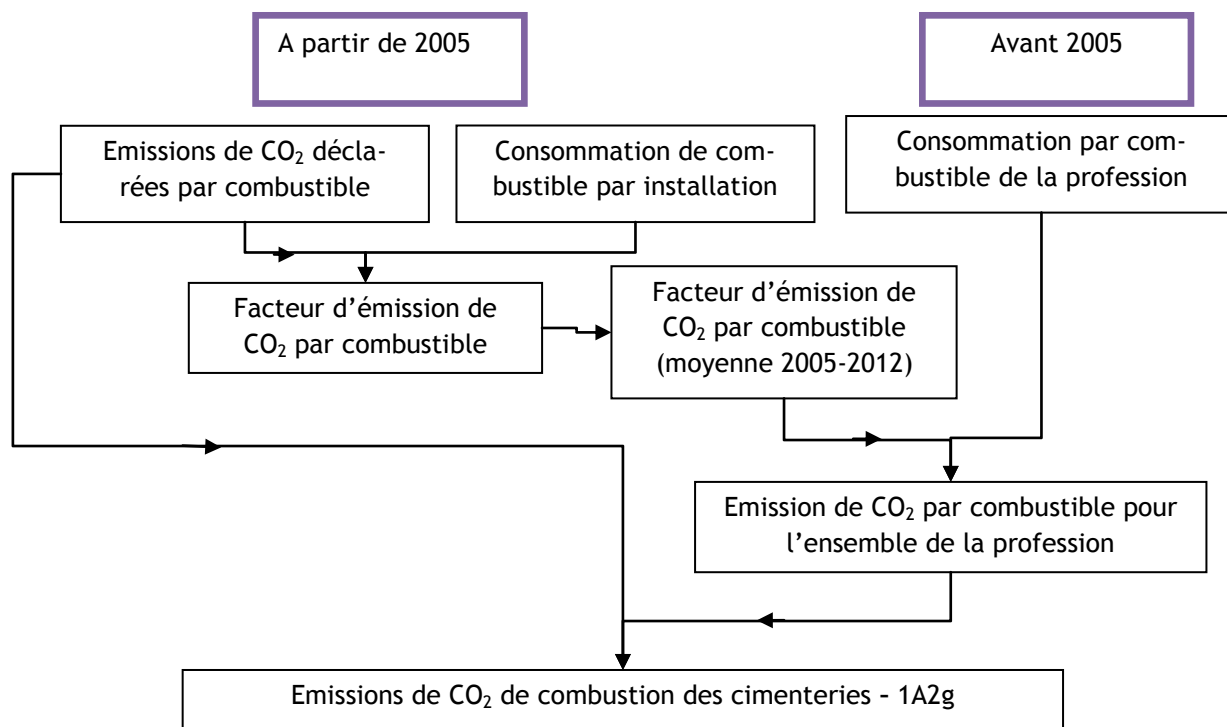 A partir de 2005
Avant 2005
Emissions de CO₂ décla-
rées par combustible
Consommation de com-
bustible par installation
Consommation par com-
bustible de la profession
Facteur d’émission de
CO₂ par combustible
Facteur d’émission de
CO₂ par combustible
(moyenne 2005-2012)
Emission de CO₂ par combustible pour
l’ensemble de la profession
Emissions de CO₂ de combustion des cimenteries – 1A2g